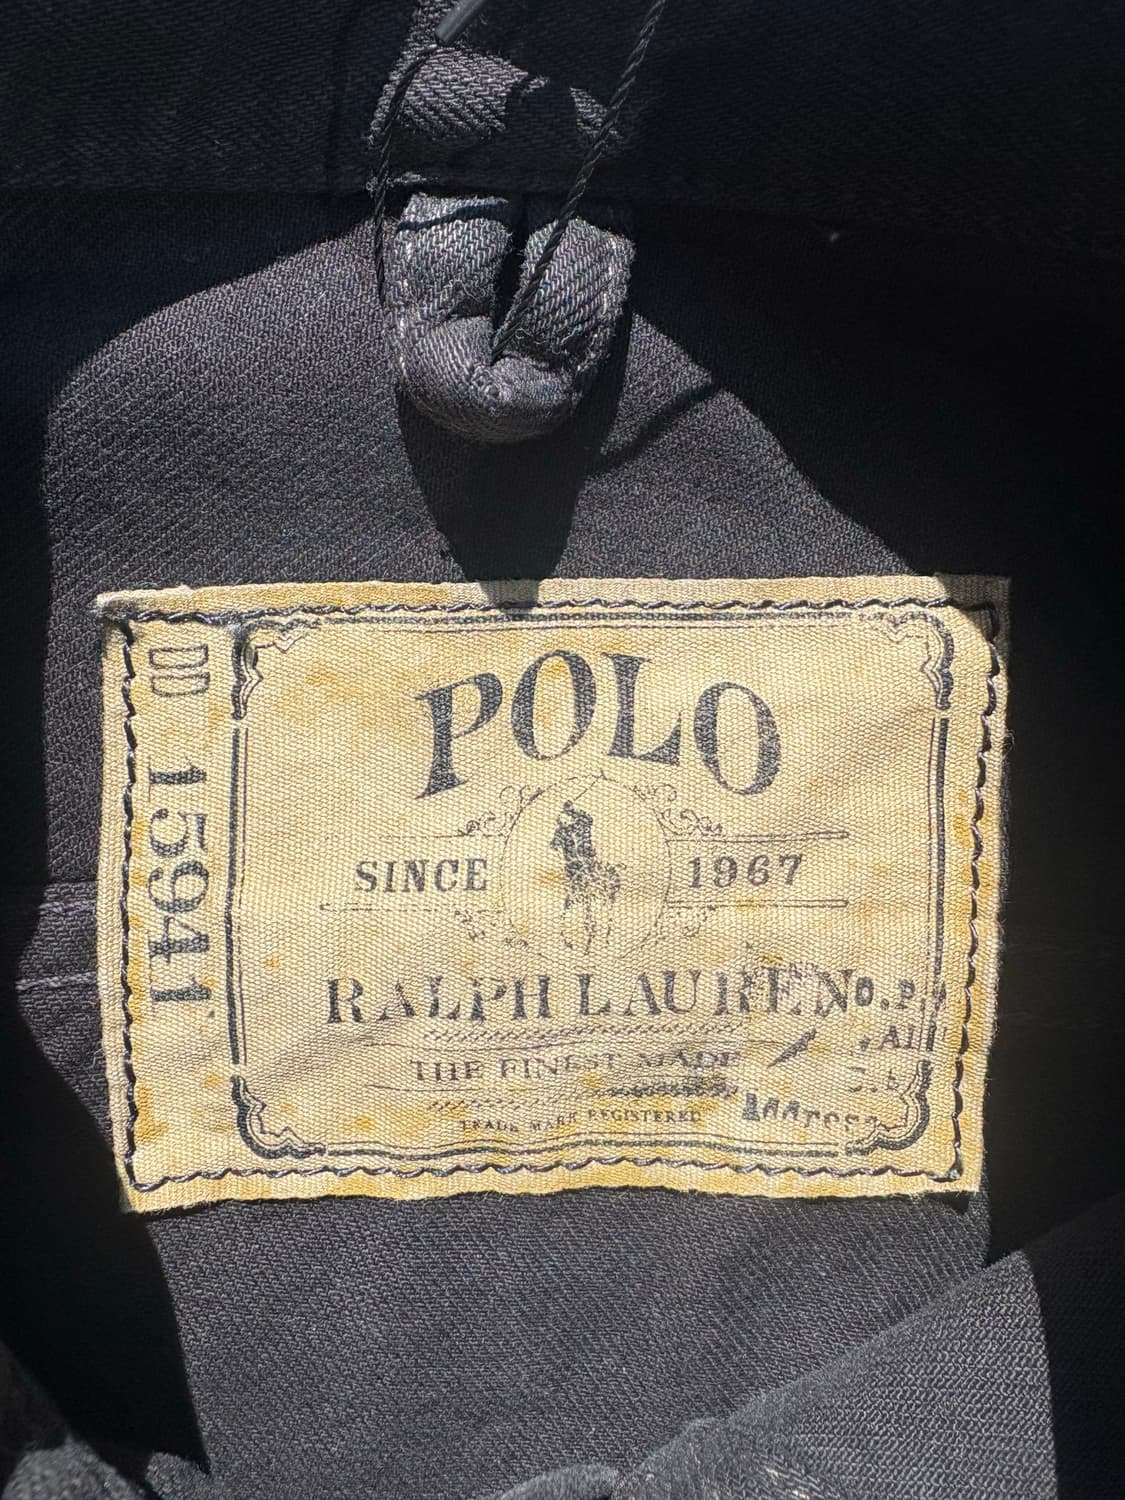 POLO
SINCE 1967
RALPH LAUREN
THE FINEST MADE
TRADE MARK REGISTERED
DD 15941